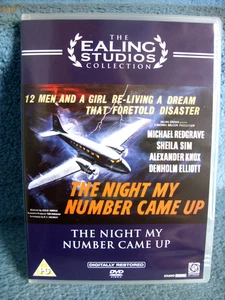 THE
EALING
STUDIOS
COLLECTION
12 MEN AND A GIRL RE-LIVING A DREAM
THAT FORETOLD DISASTER
MICHAEL REDGRAVE
SHEILA SIM
ALEXANDER KNOX
DENHOLM ELLIOTT
THE NIGHT MY
NUMBER CAME UP
THE NIGHT MY
NUMBER CAME UP
PG
DIGITALLY RESTORED
DVD